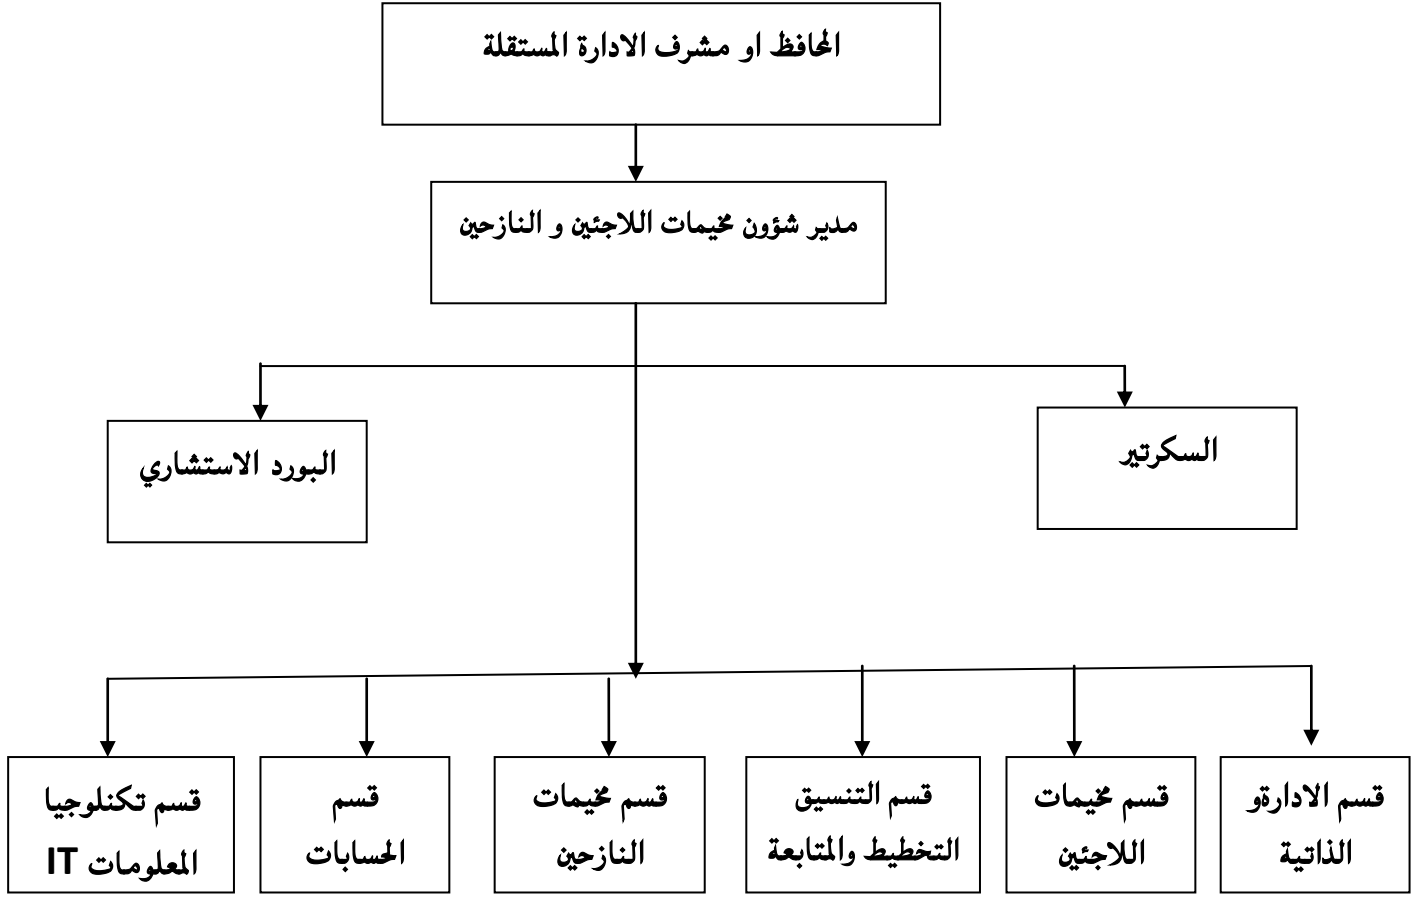 المحافظ او مشرف الادارة المستقلة
مدير شؤون مخيمات اللاجئين و النازحين
السكرتير
البورد الاستشاري
قسم الادارةو
الذاتية
قسم مخيمات
اللاجئين
قسم التنسيق
التخطيط والمتابعة
قسم مخيمات
النازحين
قسم
الحسابات
قسم تكنلوجيا
المعلومات IT